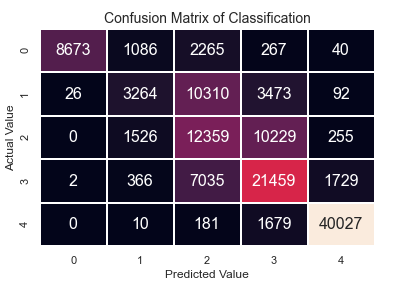 Confusion Matrix of Classification
Actual Value
0 8673 1086 2265 267 40
1 26 3264 10310 3473 92
2 0 1526 12359 10229 255
3 2 366 7035 21459 1729
4 0 10 181 1679 40027
0 1 2 3 4
Predicted Value